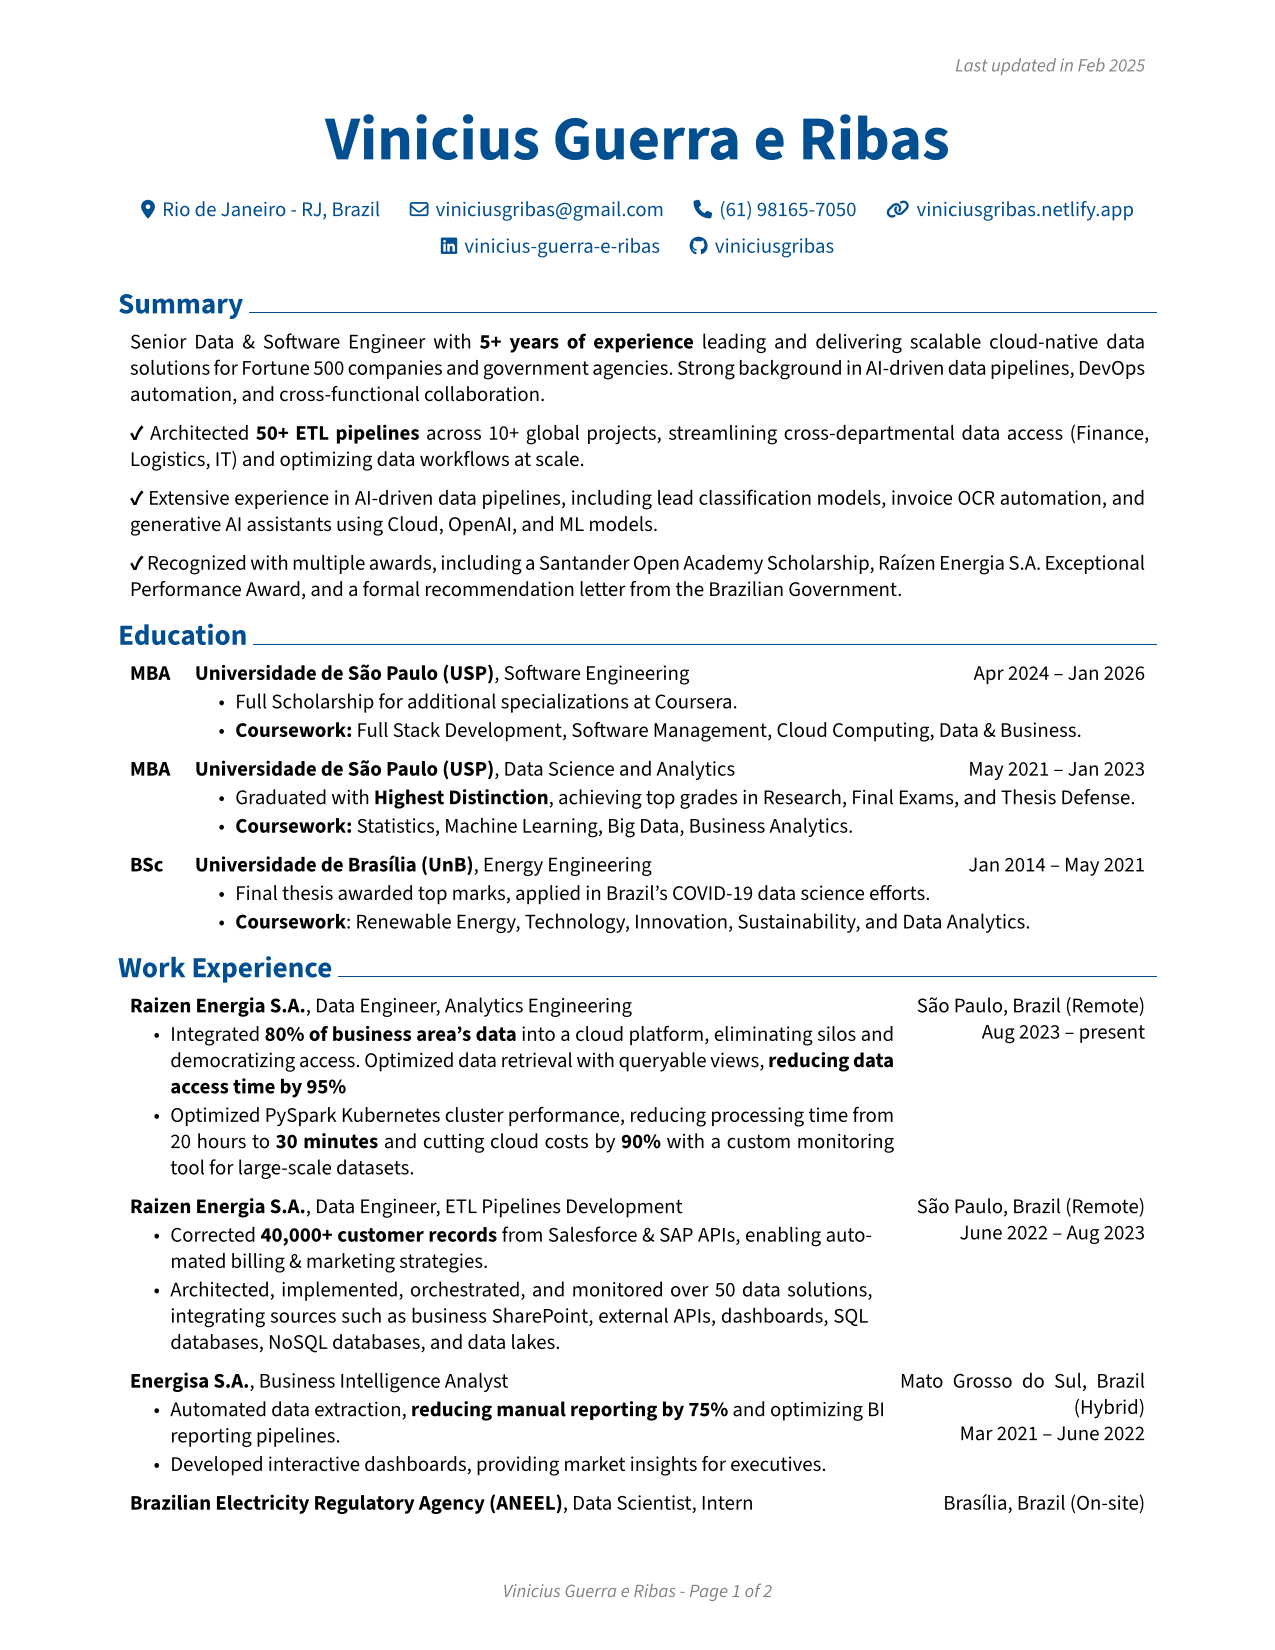 Last updated in Feb 2025
Vinicius Guerra e Ribas
Rio de Janeiro - RJ, Brazil viniciusgribas@gmail.com (61) 98165-7050 viniciusgribas.netlify.app
vinicius-guerra-e-ribas viniciusgribas
Summary
Senior Data & Software Engineer with 5+ years of experience leading and delivering scalable cloud-native data
solutions for Fortune 500 companies and government agencies. Strong background in AI-driven data pipelines, DevOps
automation, and cross-functional collaboration.
✓ Architected 50+ ETL pipelines across 10+ global projects, streamlining cross-departmental data access (Finance,
Logistics, IT) and optimizing data workflows at scale.
✓ Extensive experience in AI-driven data pipelines, including lead classification models, invoice OCR automation, and
generative AI assistants using Cloud, OpenAI, and ML models.
✓ Recognized with multiple awards, including a Santander Open Academy Scholarship, Raízen Energia S.A. Exceptional
Performance Award, and a formal recommendation letter from the Brazilian Government.
Education
MBA Universidade de São Paulo (USP), Software Engineering Apr 2024 – Jan 2026
• Full Scholarship for additional specializations at Coursera.
• Coursework: Full Stack Development, Software Management, Cloud Computing, Data & Business.
MBA Universidade de São Paulo (USP), Data Science and Analytics May 2021 – Jan 2023
• Graduated with Highest Distinction, achieving top grades in Research, Final Exams, and Thesis Defense.
• Coursework: Statistics, Machine Learning, Big Data, Business Analytics.
BSc Universidade de Brasília (UnB), Energy Engineering Jan 2014 – May 2021
• Final thesis awarded top marks, applied in Brazil's COVID-19 data science efforts.
• Coursework: Renewable Energy, Technology, Innovation, Sustainability, and Data Analytics.
Work Experience
Raizen Energia S.A., Data Engineer, Analytics Engineering São Paulo, Brazil (Remote)
• Integrated 80% of business area's data into a cloud platform, eliminating silos and Aug 2023 – present
democratizing access. Optimized data retrieval with queryable views, reducing data
access time by 95%
• Optimized PySpark Kubernetes cluster performance, reducing processing time from
20 hours to 30 minutes and cutting cloud costs by 90% with a custom monitoring
tool for large-scale datasets.
Raizen Energia S.A., Data Engineer, ETL Pipelines Development São Paulo, Brazil (Remote)
• Corrected 40,000+ customer records from Salesforce & SAP APIs, enabling auto- June 2022 – Aug 2023
mated billing & marketing strategies.
• Architected, implemented, orchestrated, and monitored over 50 data solutions,
integrating sources such as business SharePoint, external APIs, dashboards, SQL
databases, NoSQL databases, and data lakes.
Energisa S.A., Business Intelligence Analyst Mato Grosso do Sul, Brazil
• Automated data extraction, reducing manual reporting by 75% and optimizing BI (Hybrid)
reporting pipelines. Mar 2021 – June 2022
• Developed interactive dashboards, providing market insights for executives.
Brazilian Electricity Regulatory Agency (ANEEL), Data Scientist, Intern Brasília, Brazil (On-site)
Vinicius Guerra e Ribas - Page 1 of 2